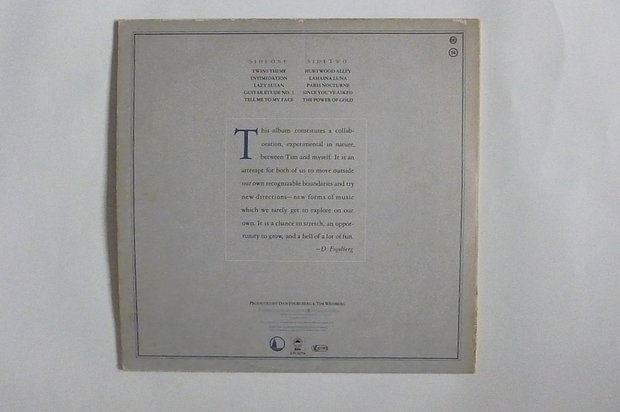 SIDE ONE
TWINS THEME
INTIMIDATION
LAZY SUSAN
GUITAR ETUDE NO. 3
TELL ME TO MY FACE
SIDE TWO
HURTWOOD ALLEY
LAHAINA LUNA
PARIS NOCTURNE
SINCE YOU'VE ASKED
THE POWER OF GOLD
This album constitutes a collab-
oration, experimental in nature,
between Tim and myself. It is an
attempt for both of us to move outside
our own recognizable boundaries and try
new directions—new forms of music
which we rarely get to explore on our
own. It is a chance to stretch, an oppor-
tunity to grow, and a hell of a lot of fun.
—D. Fogelberg
PRODUCED BY DAN FOGELBERG & TIM WEISBERG